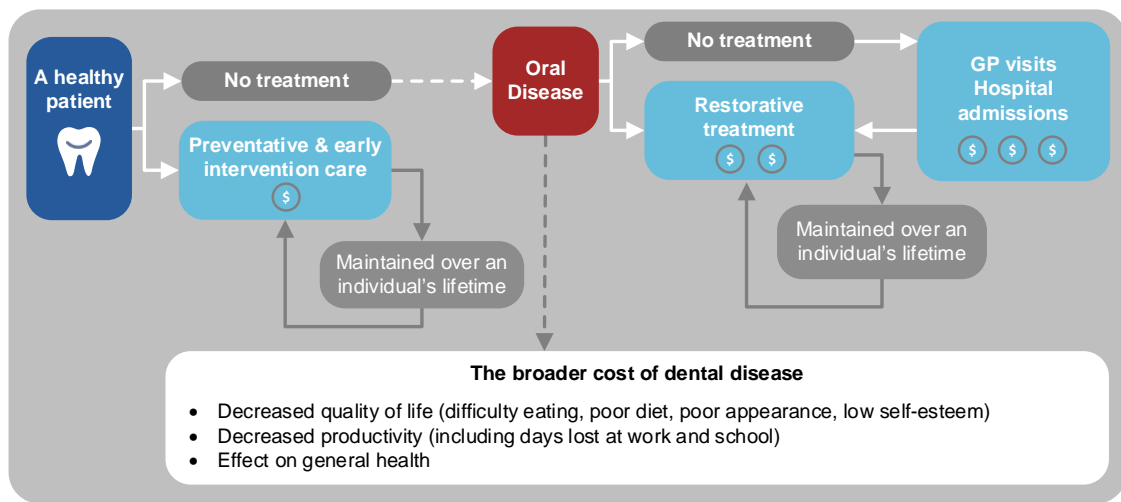 A healthy
patient
No treatment
Preventative & early
intervention care
$
Maintained over an
individual’s lifetime
Oral
Disease
No treatment
Restorative
treatment
$ $
Maintained over an
individual’s lifetime
GP visits
Hospital
admissions
$ $ $
The broader cost of dental disease
• Decreased quality of life (difficulty eating, poor diet, poor appearance, low self-esteem)
• Decreased productivity (including days lost at work and school)
• Effect on general health